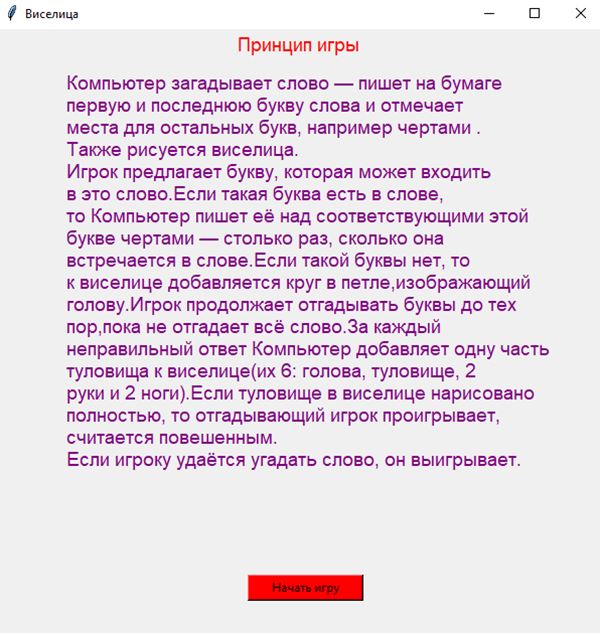 Виселица
Принцип игры
Компьютер загадывает слово — пишет на бумаге
первую и последнюю букву слова и отмечает
места для остальных букв, например чертами .
Также рисуется виселица.
Игрок предлагает букву, которая может входить
в это слово.Если такая буква есть в слове,
то Компьютер пишет её над соответствующими этой
букве чертами — столько раз, сколько она
встречается в слове.Если такой буквы нет, то
к виселице добавляется круг в петле,изображающий
голову.Игрок продолжает отгадывать буквы до тех
пор,пока не отгадает всё слово.За каждый
неправильный ответ Компьютер добавляет одну часть
туловища к виселице(их 6: голова, туловище, 2
руки и 2 ноги).Если туловище в виселице нарисовано
полностью, то отгадывающий игрок проигрывает,
считается повешенным.
Если игроку удаётся угадать слово, он выигрывает.
Начать игру